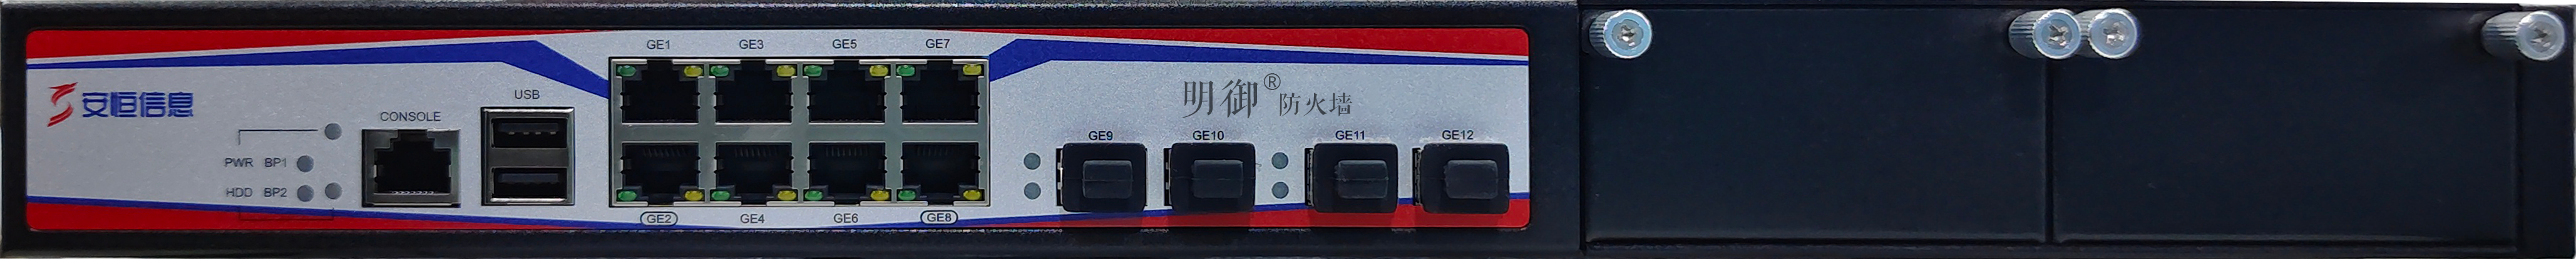 安恒信息
PWR BP1
HDD BP2
CONSOLE
USB
GE1 GE3 GE5 GE7
GE2 GE4 GE6 GE8
明御® 防火墙
GE9 GE10 GE11 GE12